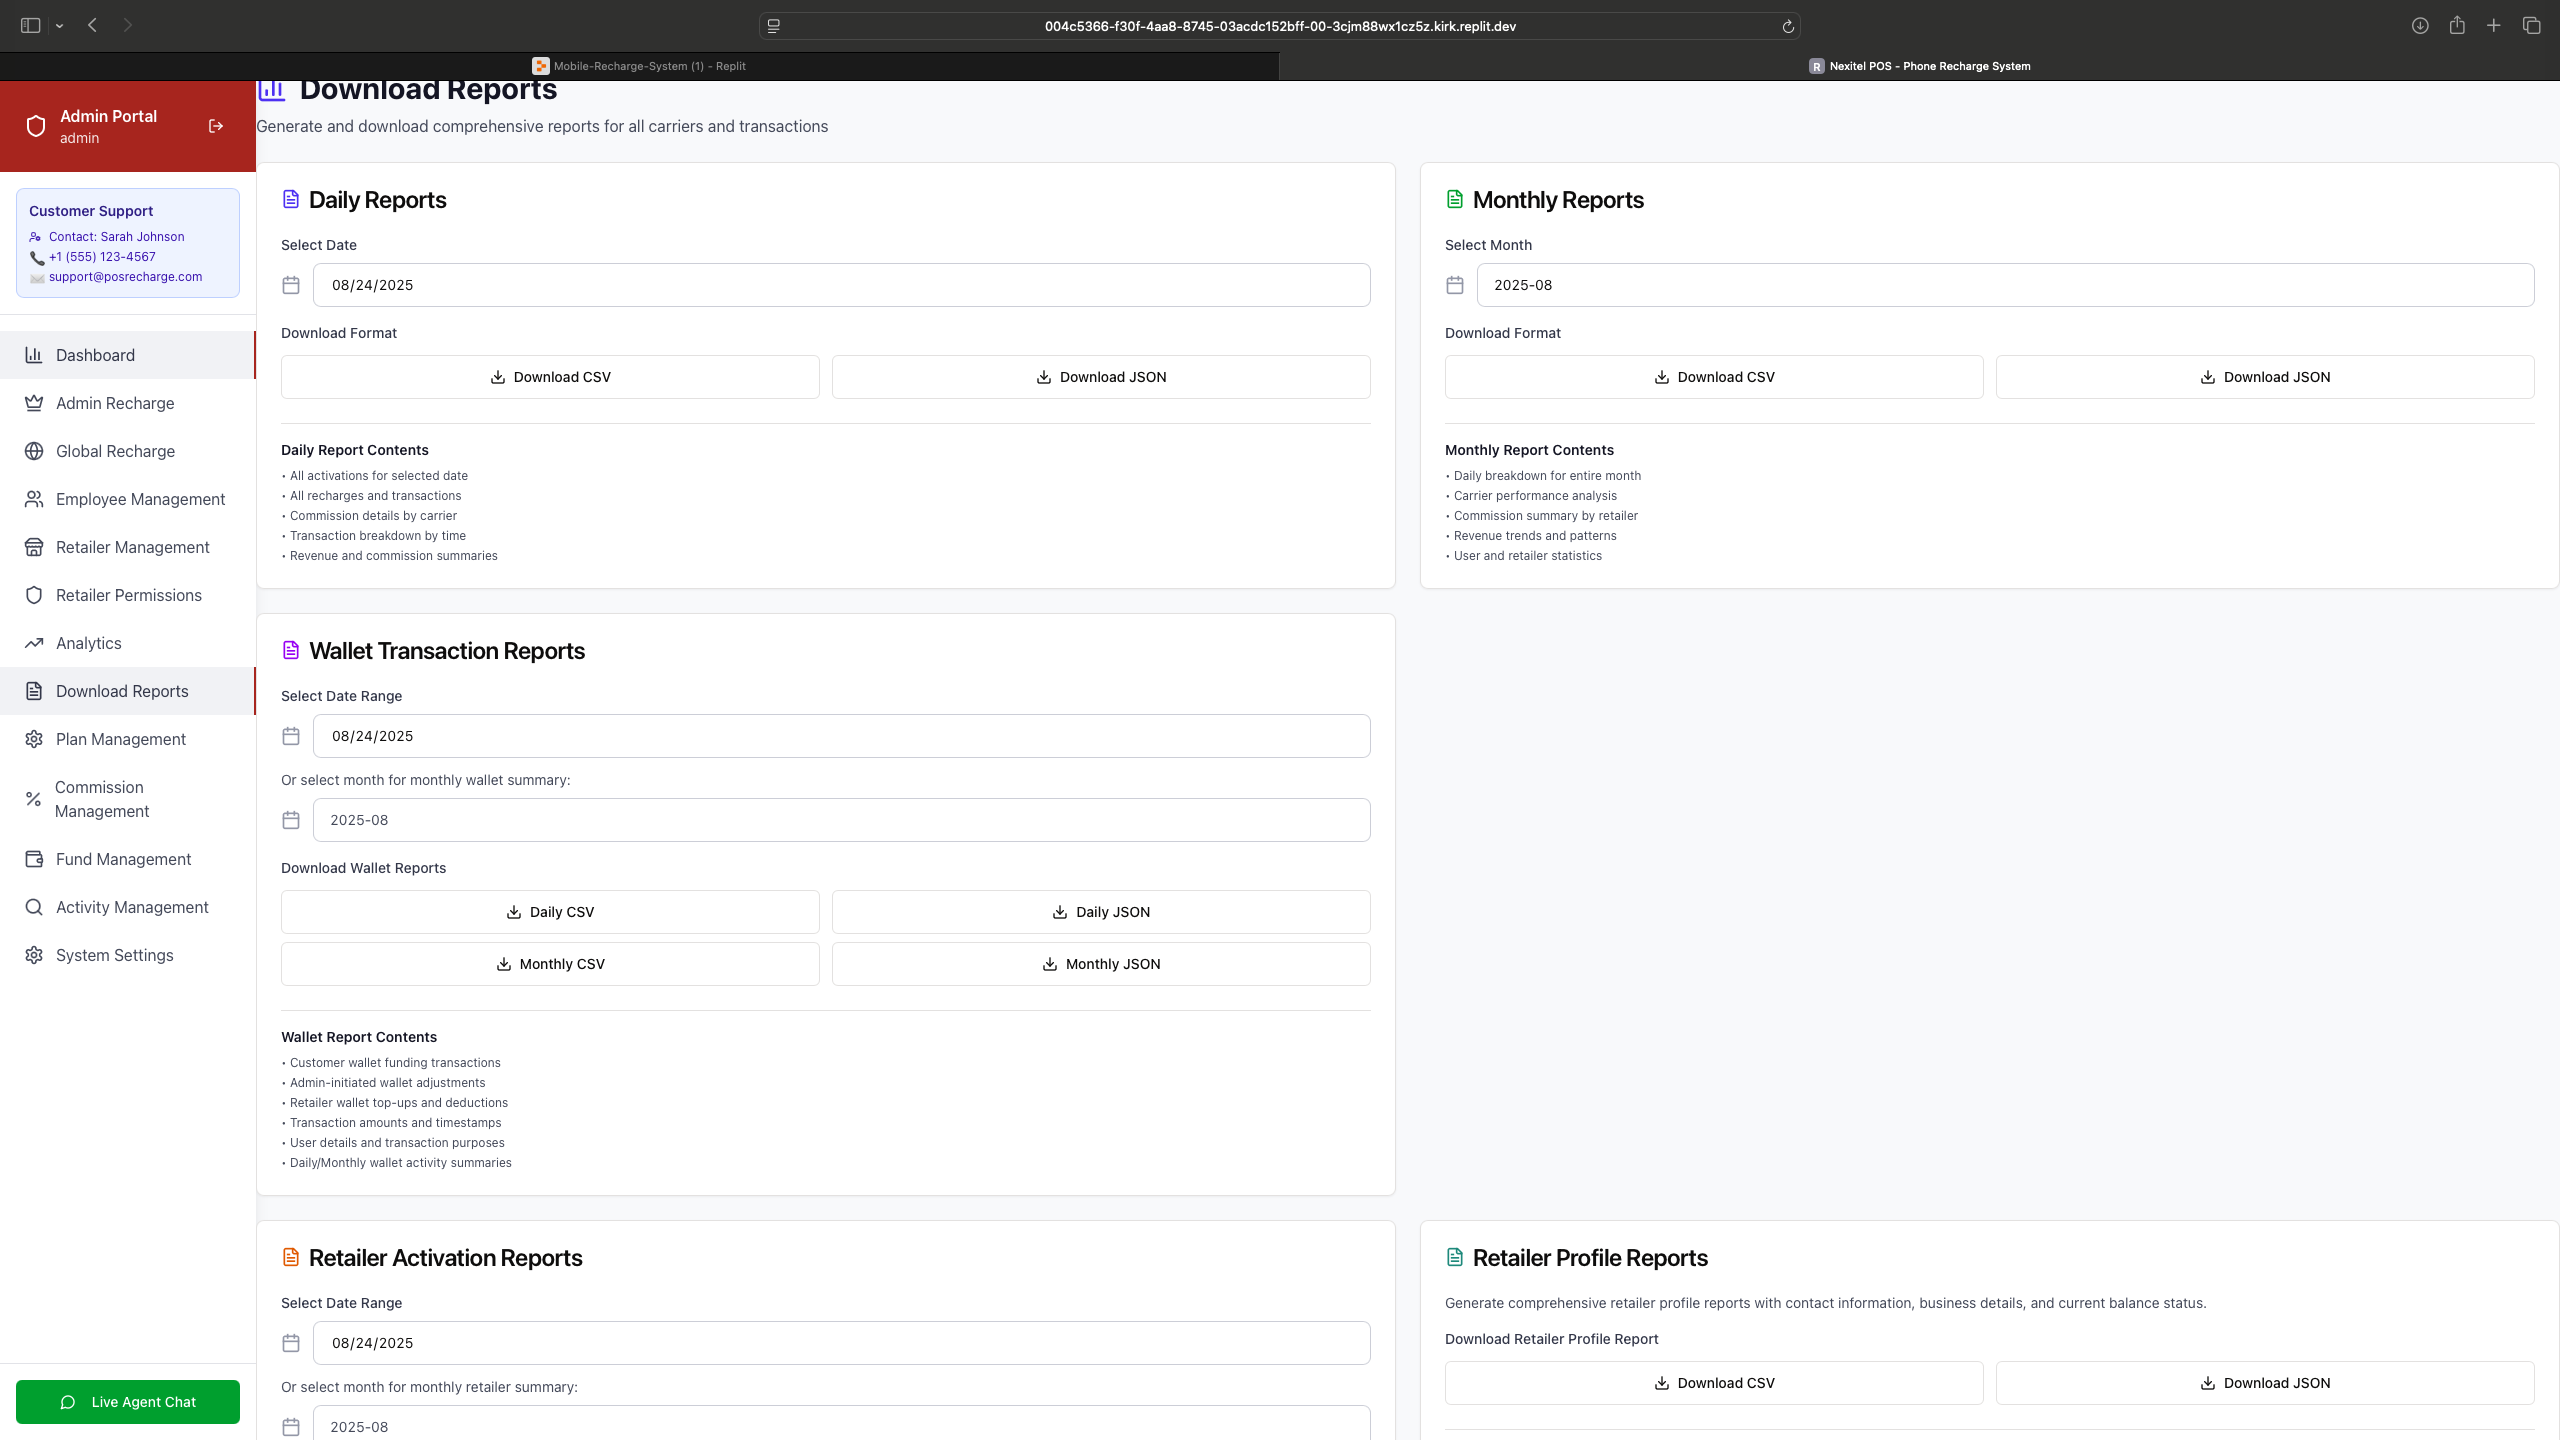 004c5366-f30f-4aa8-8745-03acdc152bff-00-3cjm88wx1cz5z.kirk.replit.dev
Mobile-Recharge-System (1) - Replit
R Nexitel POS - Phone Recharge System
Admin Portal
admin
Customer Support
Contact: Sarah Johnson
+1 (555) 123-4567
support@posrecharge.com
Dashboard
Admin Recharge
Global Recharge
Employee Management
Retailer Management
Retailer Permissions
Analytics
Download Reports
Plan Management
Commission
Management
Fund Management
Activity Management
System Settings
Live Agent Chat
Download Reports
Generate and download comprehensive reports for all carriers and transactions
Daily Reports
Select Date
08/24/2025
Download Format
Download CSV
Download JSON
Daily Report Contents
• All activations for selected date
• All recharges and transactions
• Commission details by carrier
• Transaction breakdown by time
• Revenue and commission summaries
Monthly Reports
Select Month
2025-08
Download Format
Download CSV
Download JSON
Monthly Report Contents
• Daily breakdown for entire month
• Carrier performance analysis
• Commission summary by retailer
• Revenue trends and patterns
• User and retailer statistics
Wallet Transaction Reports
Select Date Range
08/24/2025
Or select month for monthly wallet summary:
2025-08
Download Wallet Reports
Daily CSV
Daily JSON
Monthly CSV
Monthly JSON
Wallet Report Contents
• Customer wallet funding transactions
• Admin-initiated wallet adjustments
• Retailer wallet top-ups and deductions
• Transaction amounts and timestamps
• User details and transaction purposes
• Daily/Monthly wallet activity summaries
Retailer Activation Reports
Select Date Range
08/24/2025
Or select month for monthly retailer summary:
2025-08
Retailer Profile Reports
Generate comprehensive retailer profile reports with contact information, business details, and current balance status.
Download Retailer Profile Report
Download CSV
Download JSON